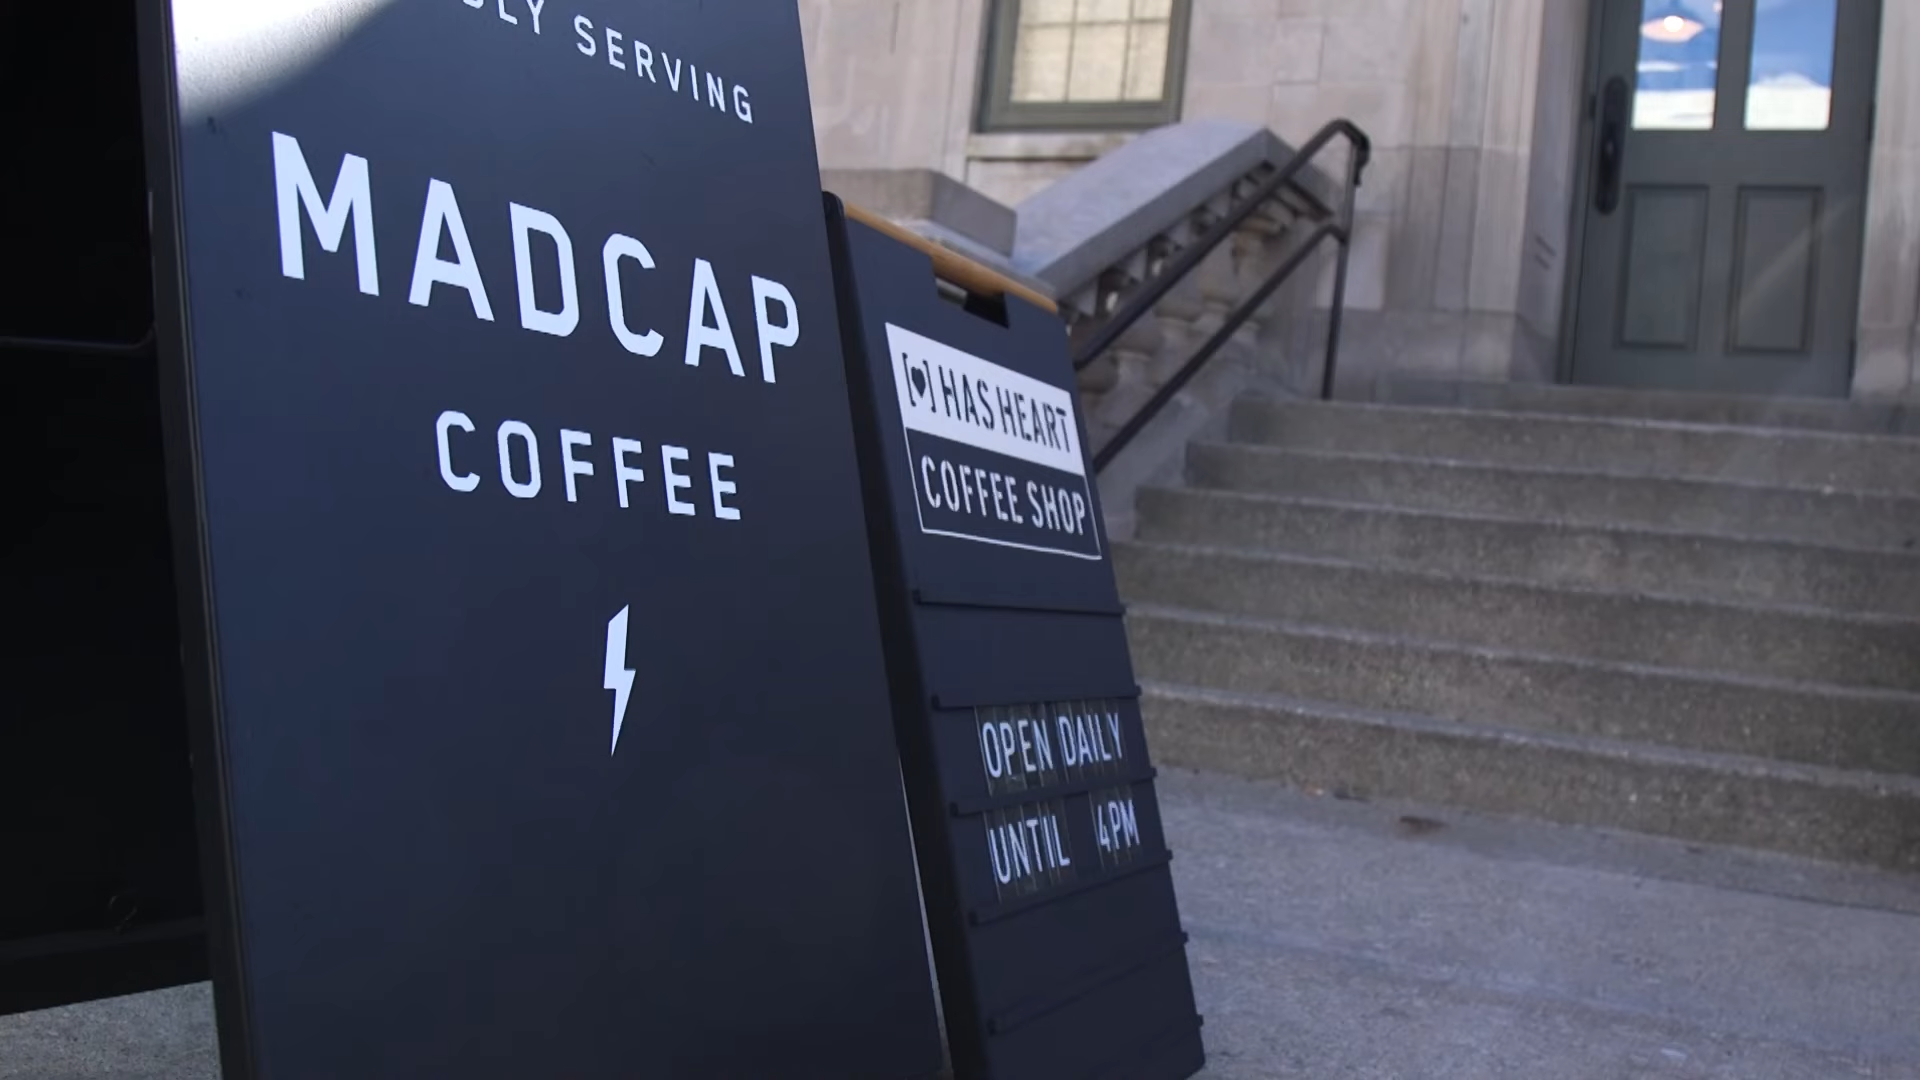 SERVING
MADCAP
COFFEE
HAS HEART
COFFEE SHOP
OPEN DAILY
UNTIL 4PM